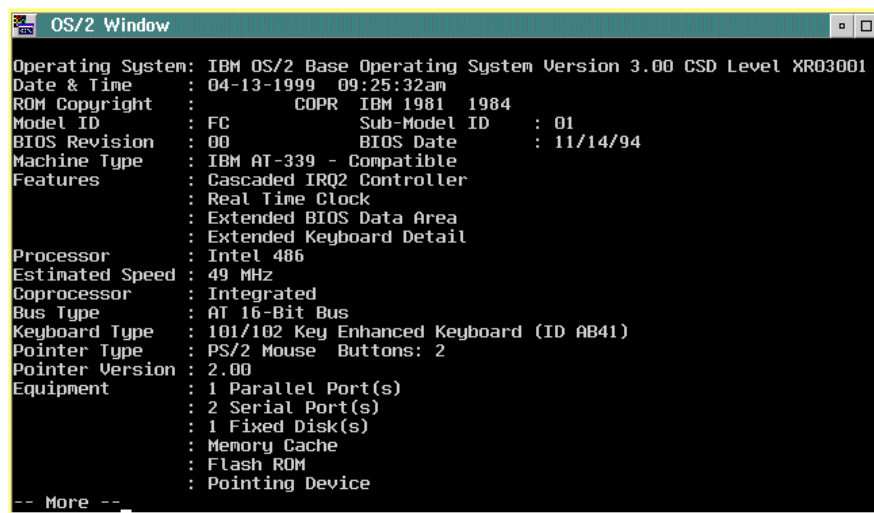 OS/2 Window
Operating System: IBM OS/2 Base Operating System Version 3.00 CSD Level XR03001
Date & Time     : 04-13-1999  09:25:32am
ROM Copyright   :          COPR  IBM 1981  1984
Model ID        : FC              Sub-Model ID    : 01
BIOS Revision   : 00              BIOS Date       : 11/14/94
Machine Type    : IBM AT-339 - Compatible
Features        : Cascaded IRQ2 Controller
                : Real Time Clock
                : Extended BIOS Data Area
                : Extended Keyboard Detail
Processor       : Intel 486
Estimated Speed : 49 MHz
Coprocessor     : Integrated
Bus Type        : AT 16-Bit Bus
Keyboard Type   : 101/102 Key Enhanced Keyboard (ID AB41)
Pointer Type    : PS/2 Mouse  Buttons: 2
Pointer Version : 2.00
Equipment       : 1 Parallel Port(s)
                : 2 Serial Port(s)
                : 1 Fixed Disk(s)
                : Memory Cache
                : Flash ROM
                : Pointing Device
-- More --